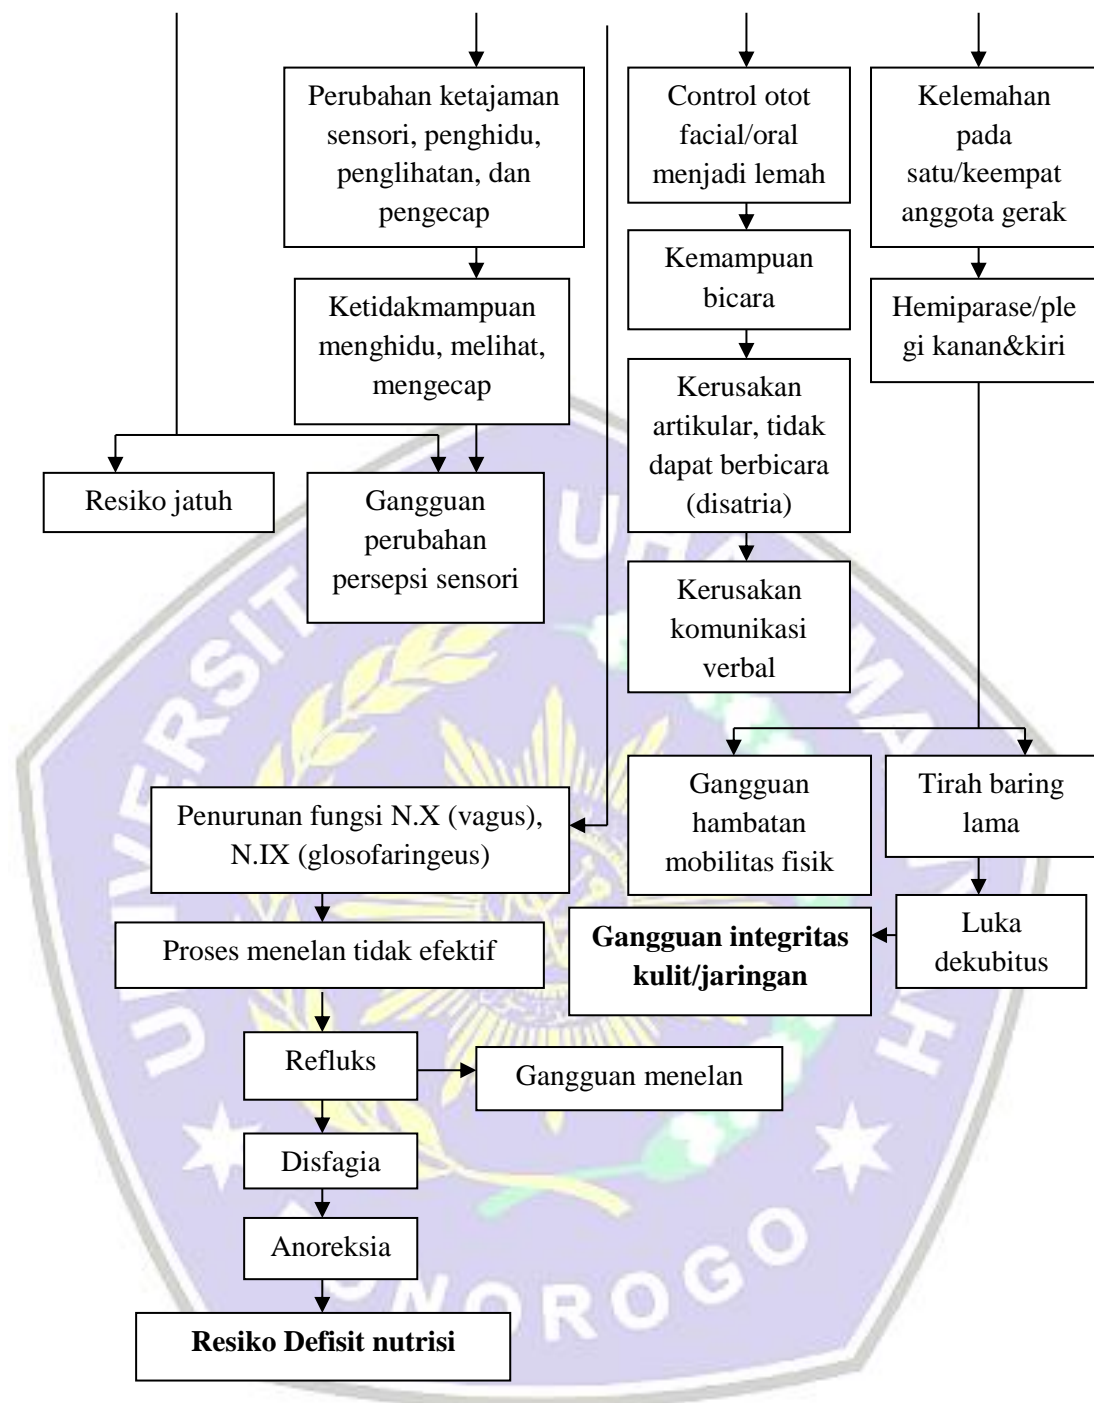 Perubahan ketajaman
sensori, penghidu,
penglihatan, dan
pengecap
Control otot
facial/oral
menjadi lemah
Kelemahan
pada
satu/keempat
anggota gerak
Kemampuan
bicara
Ketidakmampuan
menghidu, melihat,
mengecap
Hemiparase/ple
gi kanan&kiri
Kerusakan
artikular, tidak
dapat berbicara
(disatria)
Resiko jatuh
Gangguan
perubahan
persepsi sensori
Kerusakan
komunikasi
verbal
Gangguan
hambatan
mobilitas fisik
Tirah baring
lama
Penurunan fungsi N.X (vagus),
N.IX (glosofaringeus)
Luka
dekubitus
Gangguan integritas
kulit/jaringan
Proses menelan tidak efektif
Refluks
Gangguan menelan
Disfagia
Anoreksia
Resiko Defisit nutrisi